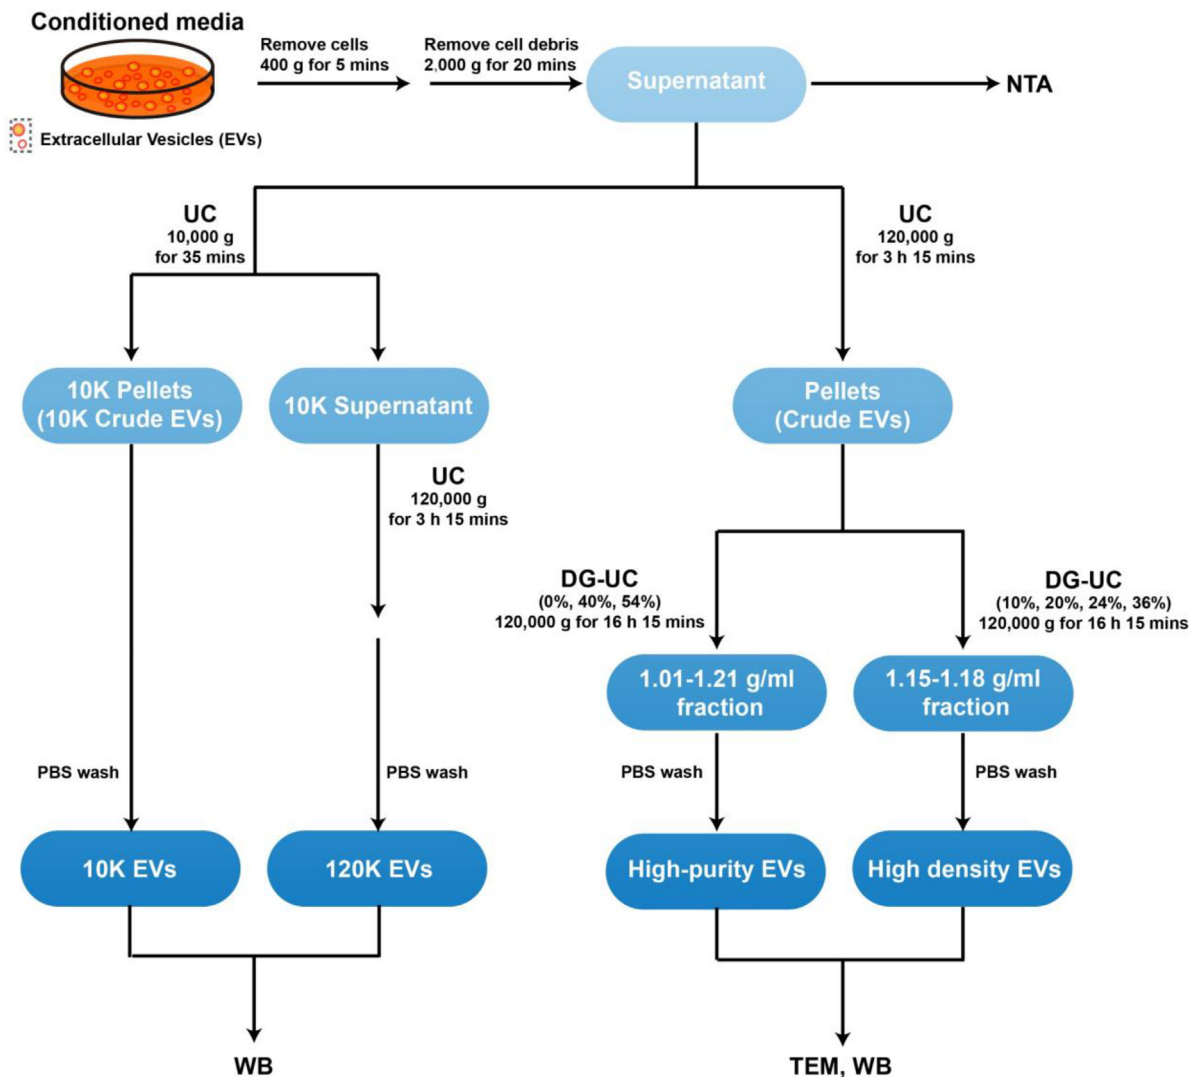 Conditioned media
Remove cells
400 g for 5 mins
Remove cell debris
2,000 g for 20 mins
Supernatant
NTA
Extracellular Vesicles (EVs)
UC
10,000 g
for 35 mins
UC
120,000 g
for 3 h 15 mins
10K Pellets
(10K Crude EVs)
10K Supernatant
Pellets
(Crude EVs)
UC
120,000 g
for 3 h 15 mins
DG-UC
(0%, 40%, 54%)
120,000 g for 16 h 15 mins
DG-UC
(10%, 20%, 24%, 36%)
120,000 g for 16 h 15 mins
1.01-1.21 g/ml
fraction
1.15-1.18 g/ml
fraction
PBS wash
PBS wash
PBS wash
PBS wash
10K EVs
120K EVs
High-purity EVs
High density EVs
WB
TEM, WB